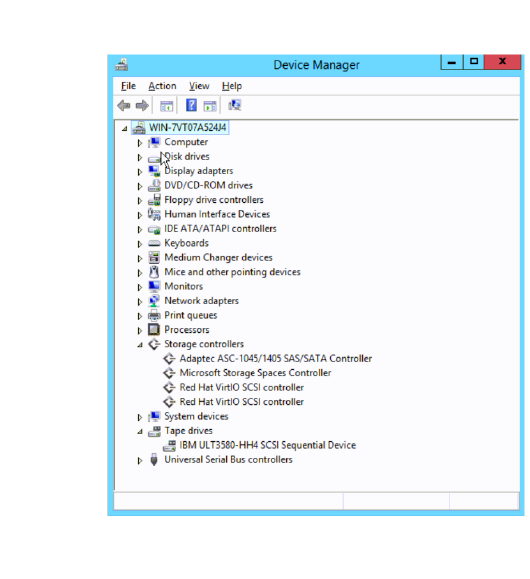 Device Manager
File Action View Help
WIN-7VT07A524J4
Computer
Disk drives
Display adapters
DVD/CD-ROM drives
Floppy drive controllers
Human Interface Devices
IDE ATA/ATAPI controllers
Keyboards
Medium Changer devices
Mice and other pointing devices
Monitors
Network adapters
Print queues
Processors
Storage controllers
Adaptec ASC-1045/1405 SAS/SATA Controller
Microsoft Storage Spaces Controller
Red Hat VirtIO SCSI controller
Red Hat VirtIO SCSI controller
System devices
Tape drives
IBM ULT3580-HH4 SCSI Sequential Device
Universal Serial Bus controllers